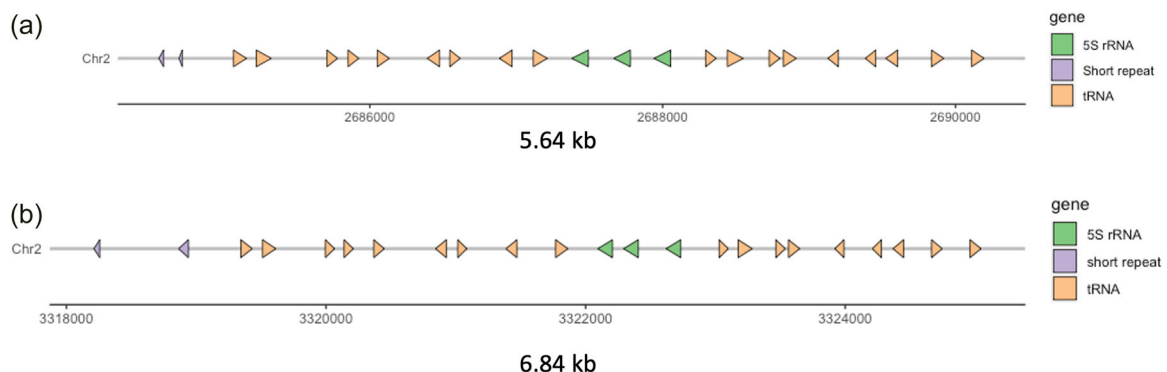 (a)
gene
Chr2
5S rRNA
Short repeat
tRNA
2686000 2688000 2690000
5.64 kb
(b)
gene
Chr2
5S rRNA
short repeat
tRNA
3318000 3320000 3322000 3324000
6.84 kb